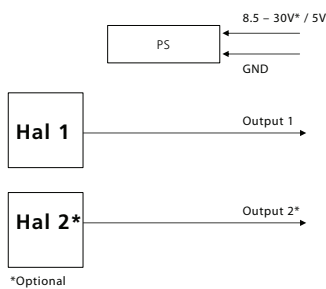 8.5 – 30V* / 5V
PS
GND
Hal 1
Output 1
Hal 2*
Output 2*
*Optional